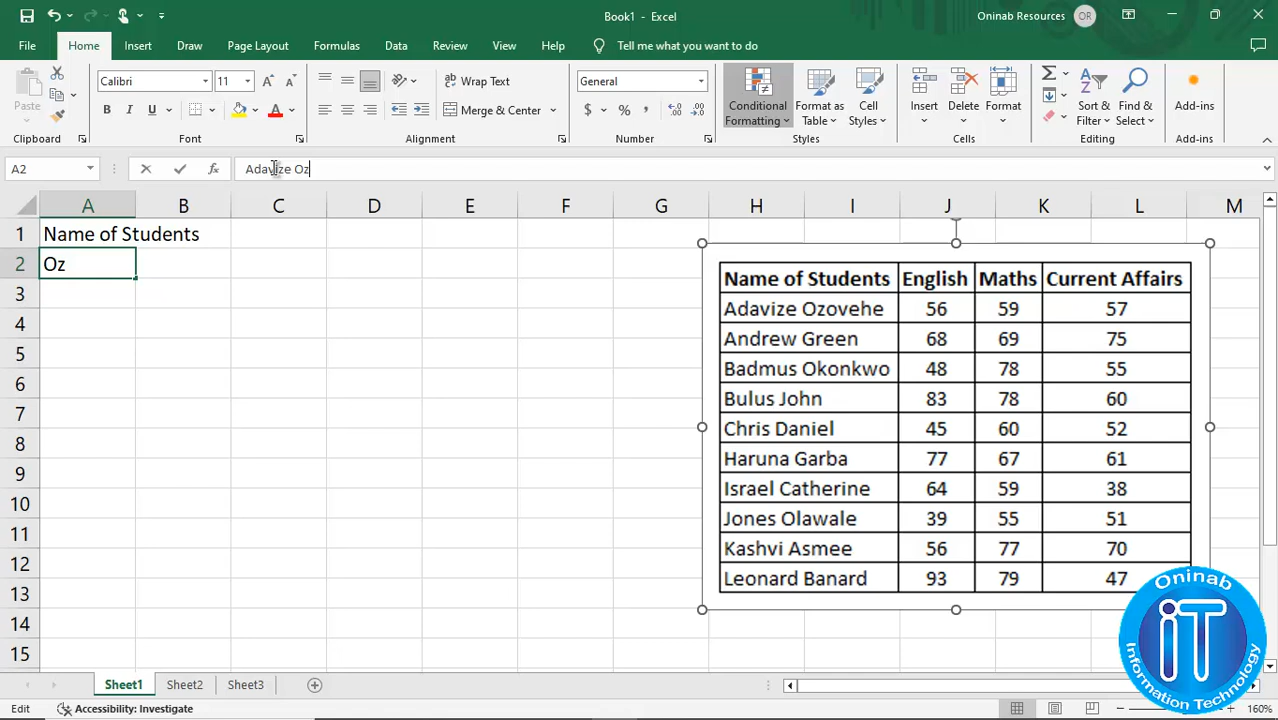 Book1 - Excel
Oninab Resources OR
File Home Insert Draw Page Layout Formulas Data Review View Help Tell me what you want to do
Paste
Clipboard
Calibri 11
B I U
Font
Wrap Text
Merge & Center
Alignment
General
$ % ,
Number
Conditional Formatting
Format as Table
Cell Styles
Styles
Insert Delete Format
Cells
Sort & Filter
Find & Select
Editing
Add-ins
Add-ins
A2 fx Adavize Oz
A B C D E F G H I J K L M
1 Name of Students
2 Oz
3
4
5
6
7
8
9
10
11
12
13
14
15
Name of Students English Maths Current Affairs
Adavize Ozovehe 56 59 57
Andrew Green 68 69 75
Badmus Okonkwo 48 78 55
Bulus John 83 78 60
Chris Daniel 45 60 52
Haruna Garba 77 67 61
Israel Catherine 64 59 38
Jones Olawale 39 55 51
Kashvi Asmee 56 77 70
Leonard Banard 93 79 47
Oninab
iT
Information Technology
Sheet1 Sheet2 Sheet3
Edit Accessibility: Investigate 160%